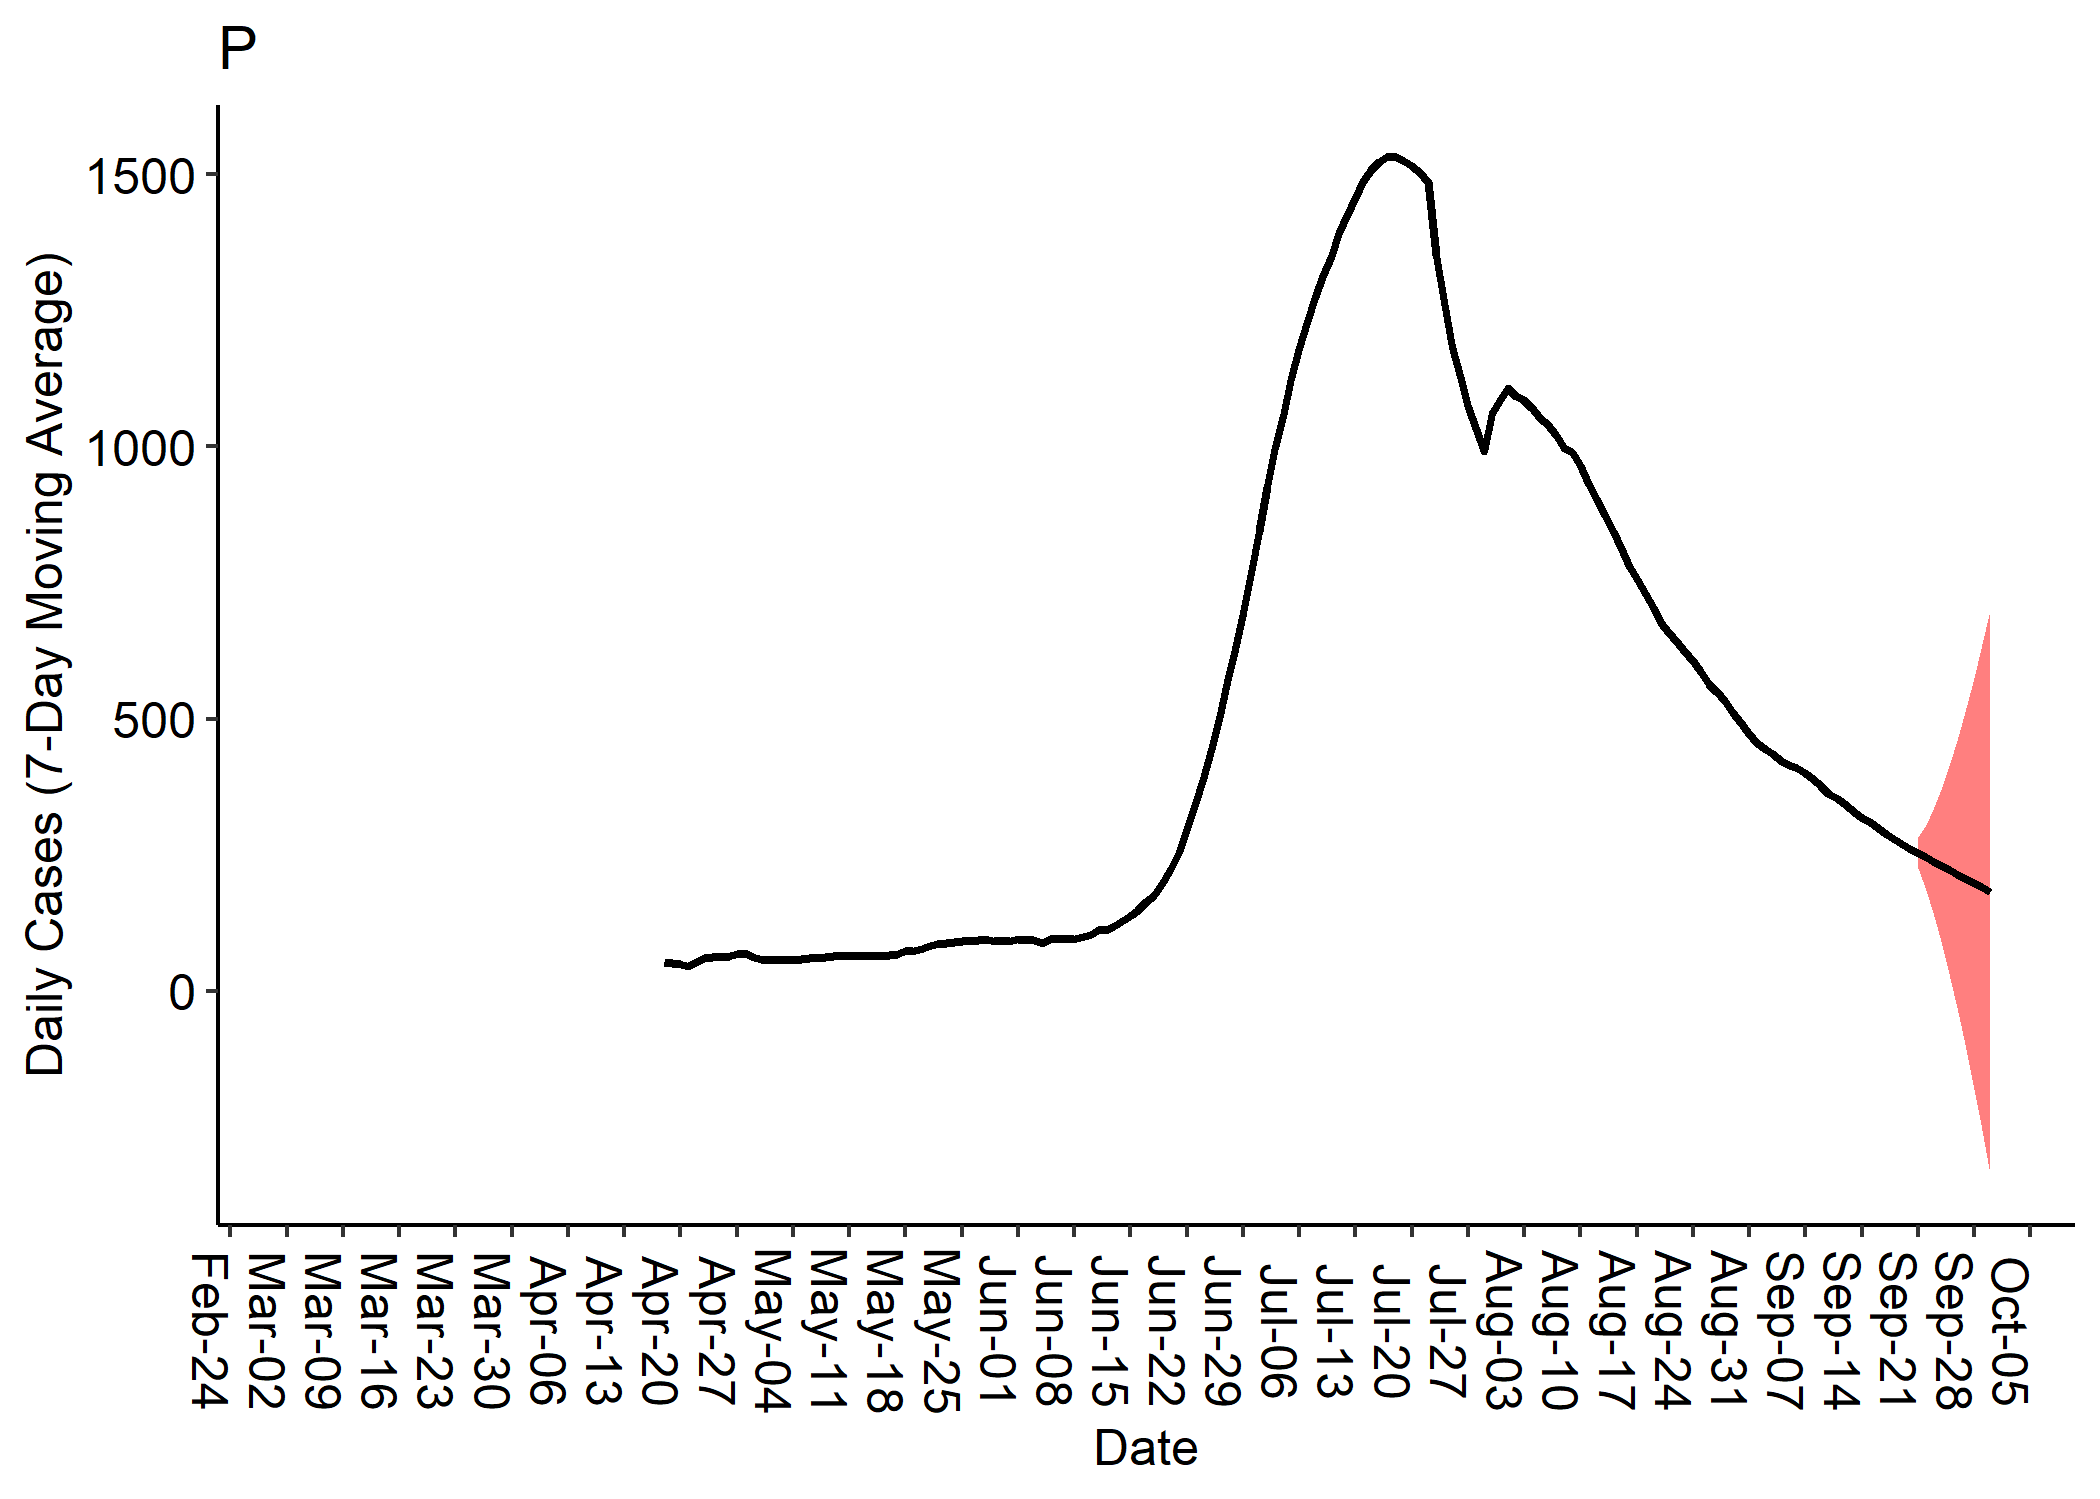 P
Daily Cases (7-Day Moving Average)
1500
1000
500
0
Feb-24
Mar-02
Mar-09
Mar-16
Mar-23
Mar-30
Apr-06
Apr-13
Apr-20
Apr-27
May-04
May-11
May-18
May-25
Jun-01
Jun-08
Jun-15
Jun-22
Jun-29
Jul-06
Jul-13
Jul-20
Jul-27
Aug-03
Aug-10
Aug-17
Aug-24
Aug-31
Sep-07
Sep-14
Sep-21
Sep-28
Oct-05
Date